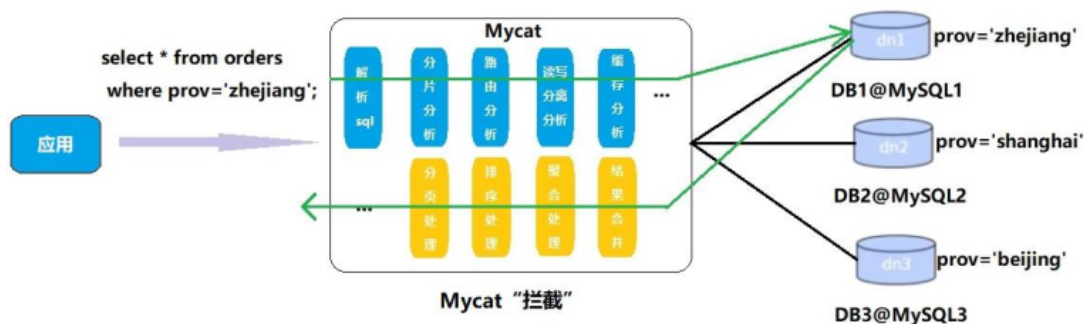 Mycat
select * from orders
where prov='zhejiang';
应用
解析sql
分片分析
路由分析
读写分离分析
缓存分析
...
...
分页处理
排序处理
聚合处理
结果合并
Mycat“拦截”
dn1
prov='zhejiang'
DB1@MySQL1
dn2
prov='shanghai'
DB2@MySQL2
dn3
prov='beijing'
DB3@MySQL3